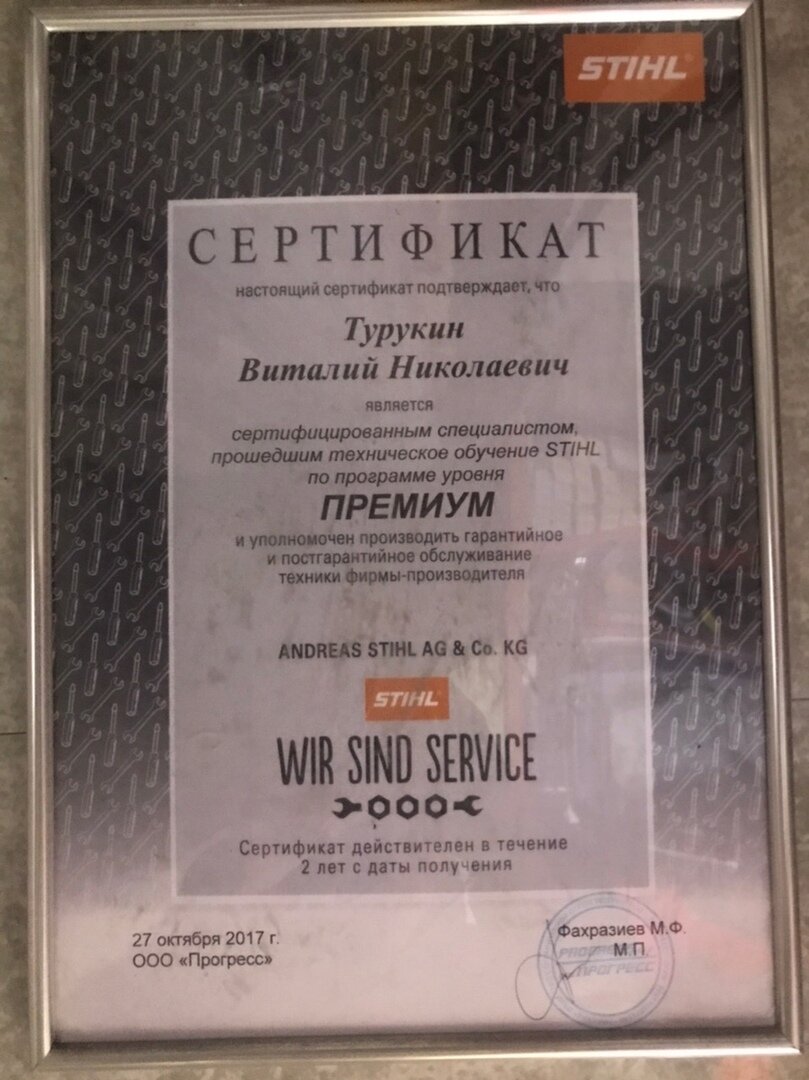 STIHL
СЕРТИФИКАТ
настоящий сертификат подтверждает, что
Турукин
Виталий Николаевич
является
сертифицированным специалистом,
прошедшим техническое обучение STIHL
по программе уровня
ПРЕМИУМ
и уполномочен производить гарантийное
и постгарантийное обслуживание
техники фирмы-производителя
ANDREAS STIHL AG & Co. KG
STIHL
WIR SIND SERVICE
Сертификат действителен в течение
2 лет с даты получения
27 октября 2017 г.
ООО «Прогресс»
Фахразиев М.Ф.
М.П
ПРОГРЕСС